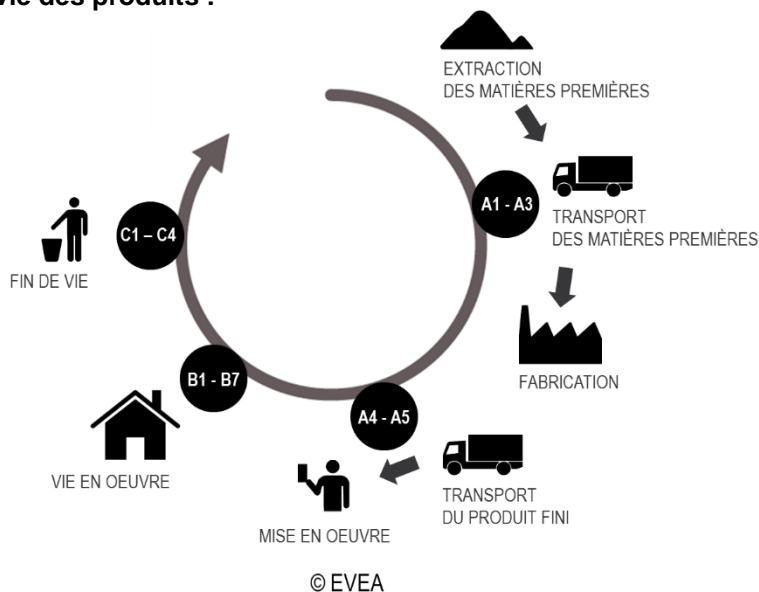 vie des produits :
EXTRACTION
DES MATIÈRES PREMIÈRES
A1 - A3
TRANSPORT
DES MATIÈRES PREMIÈRES
FABRICATION
A4 - A5
TRANSPORT
DU PRODUIT FINI
MISE EN OEUVRE
B1 - B7
VIE EN OEUVRE
C1 – C4
FIN DE VIE
© EVEA